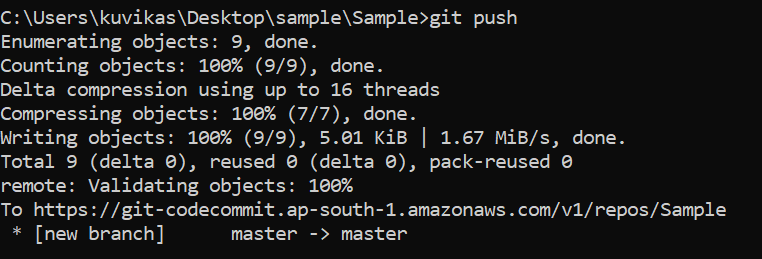 C:\Users\kuvikas\Desktop\sample\Sample>git push
Enumerating objects: 9, done.
Counting objects: 100% (9/9), done.
Delta compression using up to 16 threads
Compressing objects: 100% (7/7), done.
Writing objects: 100% (9/9), 5.01 KiB | 1.67 MiB/s, done.
Total 9 (delta 0), reused 0 (delta 0), pack-reused 0
remote: Validating objects: 100%
To https://git-codecommit.ap-south-1.amazonaws.com/v1/repos/Sample
 * [new branch]      master -> master